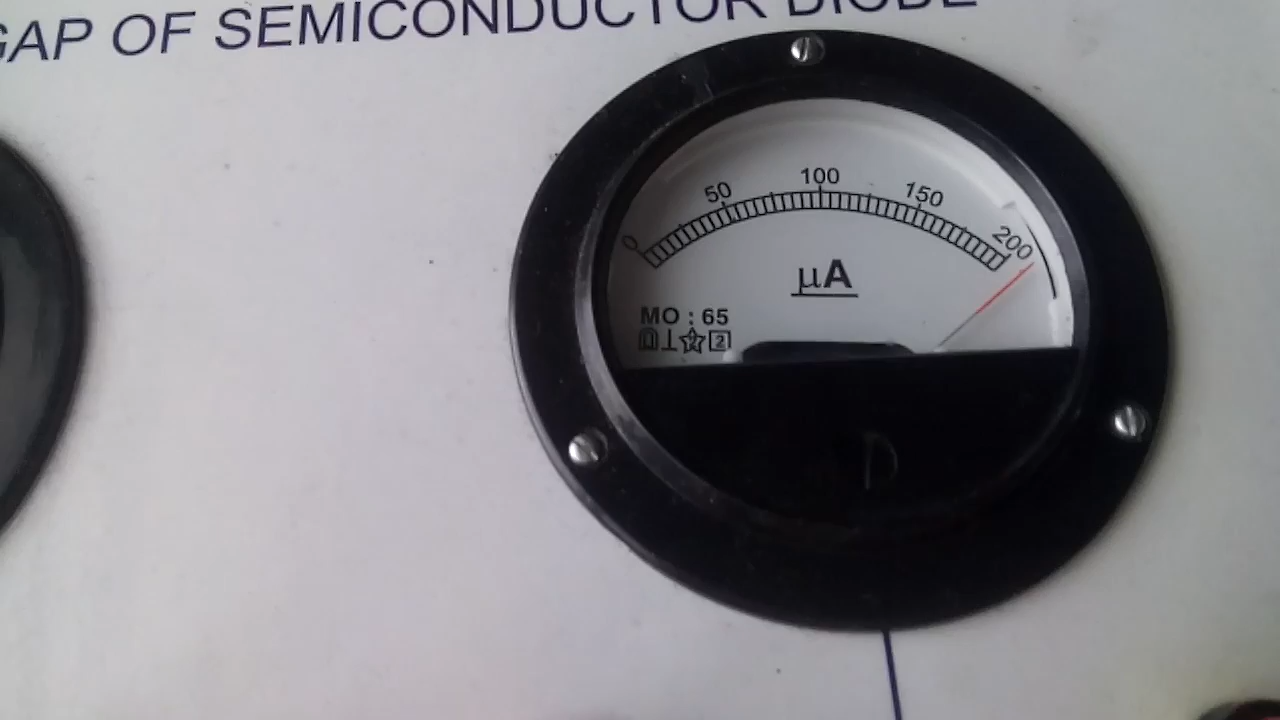 GAP OF SEMICONDUCTOR DIODE
0 50 100 150 200
µA
MO : 65
2